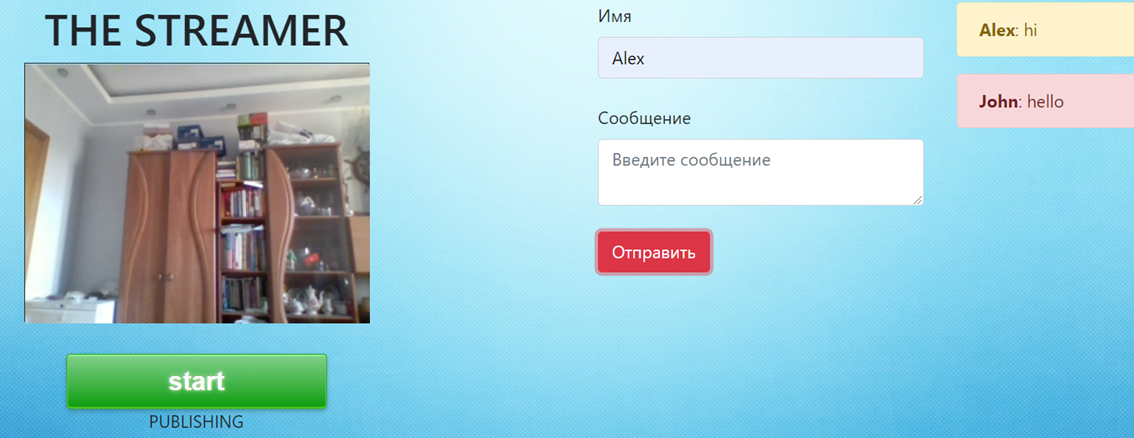 THE STREAMER
start
PUBLISHING
Имя
Alex
Сообщение
Введите сообщение
Отправить
Alex: hi
John: hello